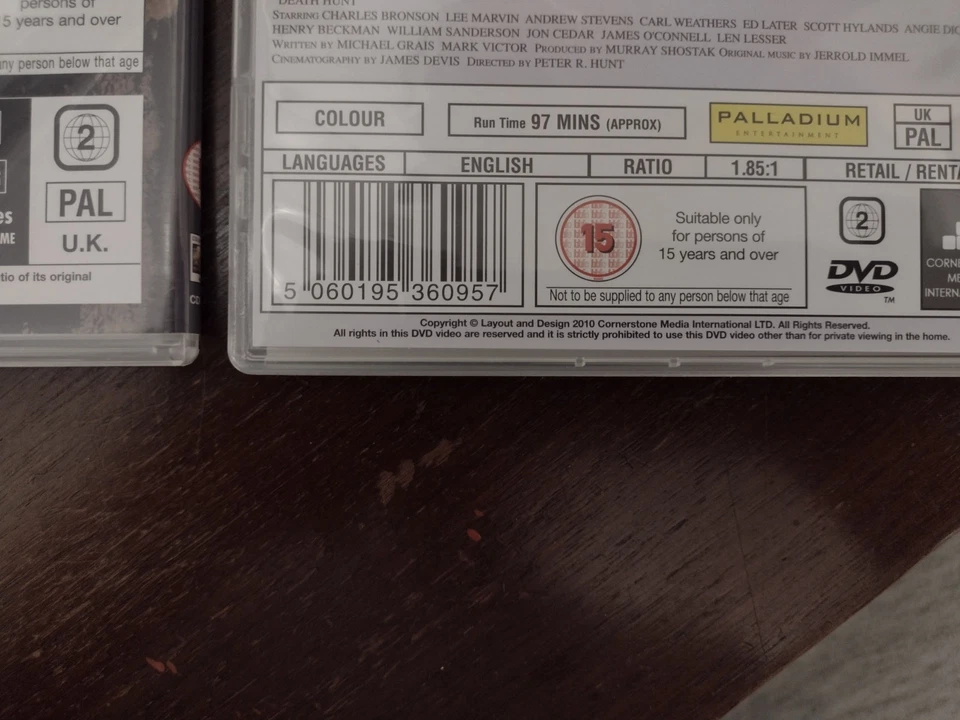 persons of
5 years and over
any person below that age
2
PAL
U.K.
es
ME
tio of its original
DEATH HUNT
STARRING CHARLES BRONSON LEE MARVIN ANDREW STEVENS CARL WEATHERS ED LATER SCOTT HYLANDS ANGIE DIC
HENRY BECKMAN WILLIAM SANDERSON JON CEDAR JAMES O'CONNELL LEN LESSER
WRITTEN BY MICHAEL GRAIS MARK VICTOR PRODUCED BY MURRAY SHOSTAK ORIGINAL MUSIC BY JERROLD IMMEL
CINEMATOGRAPHY BY JAMES DEVIS DIRECTED BY PETER R. HUNT
COLOUR
Run Time 97 MINS (APPROX)
PALLADIUM
ENTERTAINMENT
UK
PAL
LANGUAGES ENGLISH RATIO 1.85:1 RETAIL / RENTA
5 060195 360957
15
Suitable only
for persons of
15 years and over
Not to be supplied to any person below that age
2
DVD
VIDEO
TM
CORNE
ME
INTERN
Copyright © Layout and Design 2010 Cornerstone Media International LTD. All Rights Reserved.
All rights in this DVD video are reserved and it is strictly prohibited to use this DVD video other than for private viewing in the home.